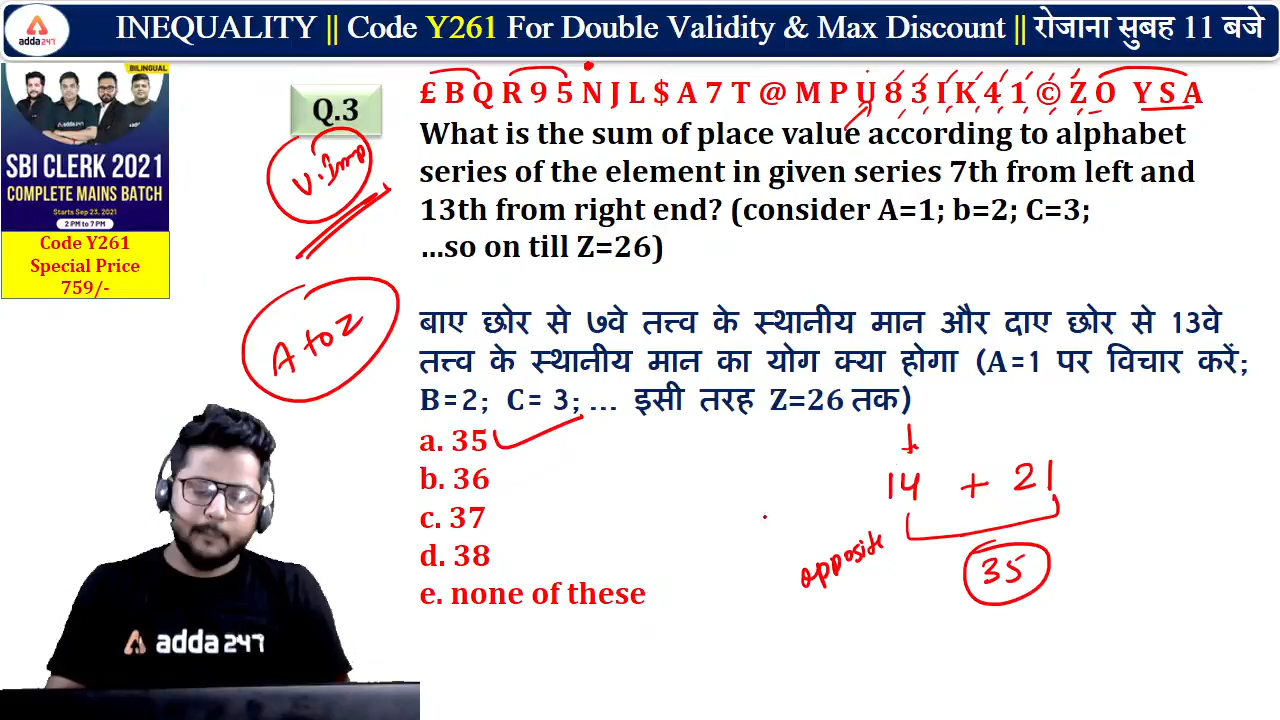 INEQUALITY || Code Y261 For Double Validity & Max Discount || रोजाना सुबह 11 बजे
adda247
BILINGUAL
SBI CLERK 2021
COMPLETE MAINS BATCH
Starts Sep 23, 2021
2 PM to 7 PM
Code Y261
Special Price
759/-
Q.3
V. Imp
A to Z
£ B Q R 9 5 N J L $ A 7 T @ M P U 8 3 I K 4 1 © Z O Y S A
What is the sum of place value according to alphabet
series of the element in given series 7th from left and
13th from right end? (consider A=1; b=2; C=3;
...so on till Z=26)
बाए छोर से ७वे तत्त्व के स्थानीय मान और दाए छोर से 13वे
तत्त्व के स्थानीय मान का योग क्या होगा (A=1 पर विचार करें;
B=2; C= 3; ... इसी तरह Z=26 तक)
a. 35
b. 36
c. 37
d. 38
e. none of these
14 + 21
opposite
35
adda247